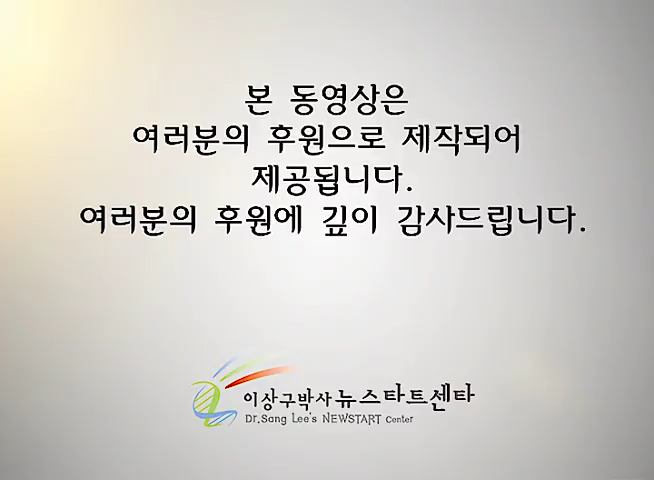 본 동영상은
여러분의 후원으로 제작되어
제공됩니다.
여러분의 후원에 깊이 감사드립니다.
이상구박사 뉴스타트센타
Dr.Sang Lee's NEWSTART Center